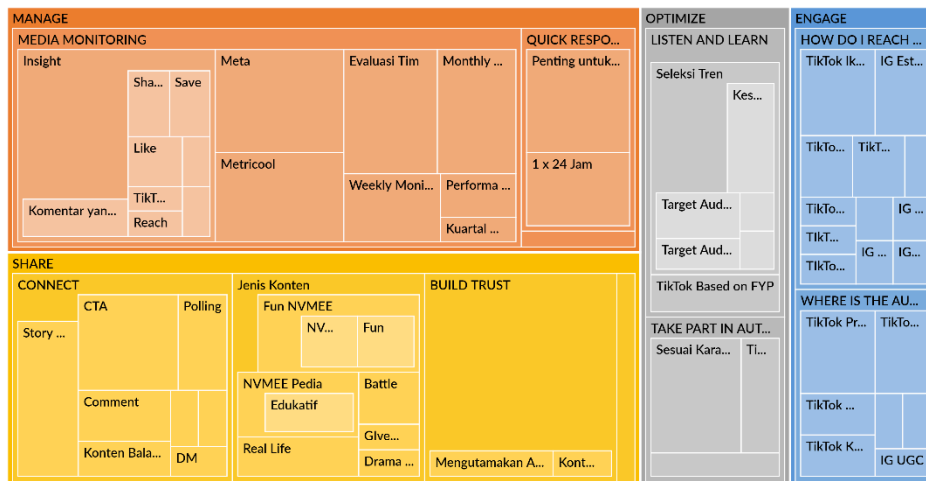 MANAGE
MEDIA MONITORING
Insight
Sha...
Save
Like
TikT...
Reach
Komentar yan...
Meta
Metricool
Evaluasi Tim
Monthly ...
Weekly Moni...
Performa ...
Kuartal ...
QUICK RESPO...
Penting untuk...
1 x 24 Jam
SHARE
CONNECT
Story ...
CTA
Polling
Comment
Konten Bala...
DM
Jenis Konten
Fun NVMEE
NV...
Fun
NVMEE Pedia
Edukatif
Real Life
Battle
GIve...
Drama ...
BUILD TRUST
Mengutamakan A...
Kont...
OPTIMIZE
LISTEN AND LEARN
Seleksi Tren
Kes...
Target Aud...
Target Aud...
TikTok Based on FYP
TAKE PART IN AUT...
Sesuai Kara...
Ti...
ENGAGE
HOW DO I REACH ...
TikTok Ik...
IG Est...
TikTo...
TikT...
TikTo...
TIkT...
TikTo...
IG ...
IG ...
IG...
WHERE IS THE AU...
TikTok Pr...
TikTo...
TikTok ...
TikTok K...
IG UGC